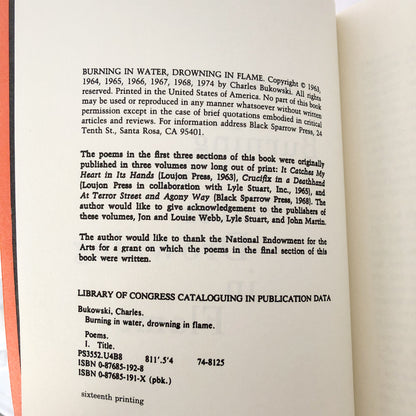 BURNING IN WATER, DROWNING IN FLAME. Copyright © 1963,
1964, 1965, 1966, 1967, 1968, 1974 by Charles Bukowski. All rights
reserved. Printed in the United States of America. No part of this book
may be used or reproduced in any manner whatsoever without written
permission except in the case of brief quotations embodied in critical
articles and reviews. For information address Black Sparrow Press, 24
Tenth St., Santa Rosa, CA 95401.
The poems in the first three sections of this book were originally
published in three volumes now long out of print: It Catches My
Heart in Its Hands (Loujon Press, 1963), Crucifix in a Deathhand
(Loujon Press in collaboration with Lyle Stuart, Inc., 1965), and
At Terror Street and Agony Way (Black Sparrow Press, 1968). The
author would like to give acknowledgement to the publishers of
these volumes, Jon and Louise Webb, Lyle Stuart, and John Martin.
The author would like to thank the National Endowment for the
Arts for a grant on which the poems in the final section of this
book were written.
LIBRARY OF CONGRESS CATALOGUING IN PUBLICATION DATA
Bukowski, Charles.
Burning in water, drowning in flame.
Poems.
I. Title.
PS3552.U4B8 811'.5'4 74-8125
ISBN 0-87685-192-8
ISBN 0-87685-191-X (pbk.)
sixteenth printing